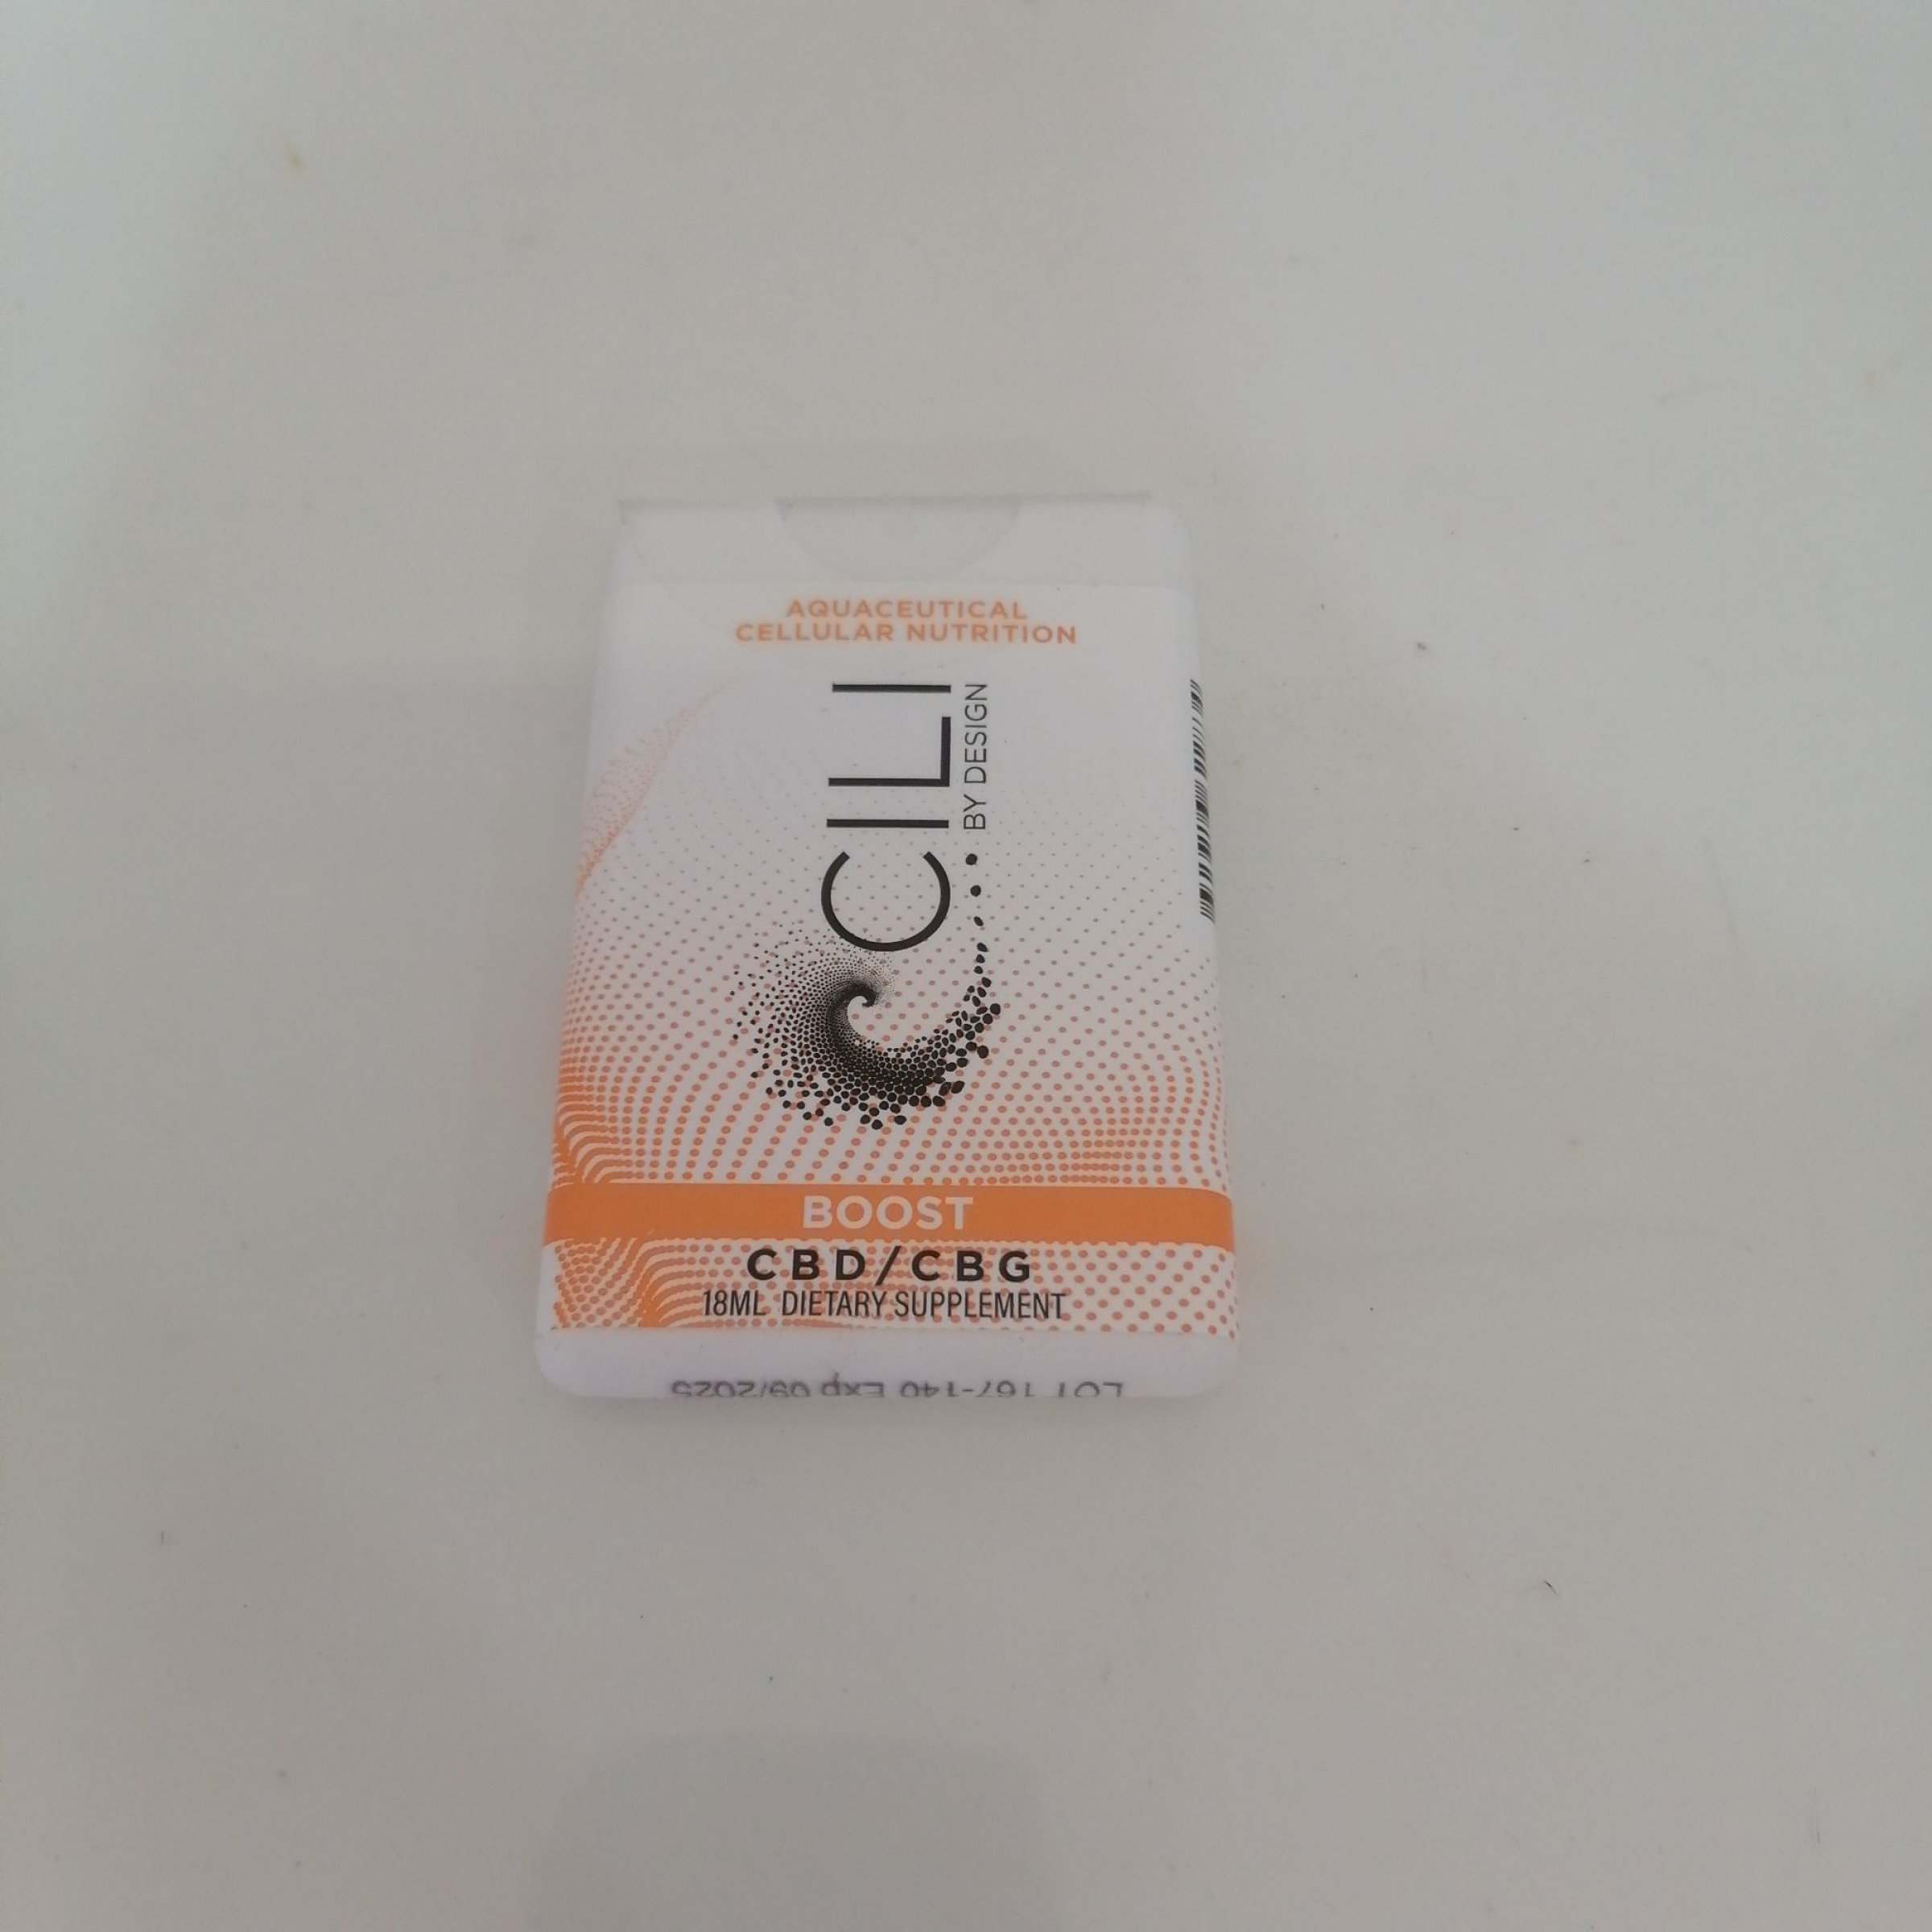 AQUACEUTICAL
CELLULAR NUTRITION
CILI
BY DESIGN
BOOST
CBD/CBG
18ML DIETARY SUPPLEMENT
LOT 167-140 Exp 09/2025